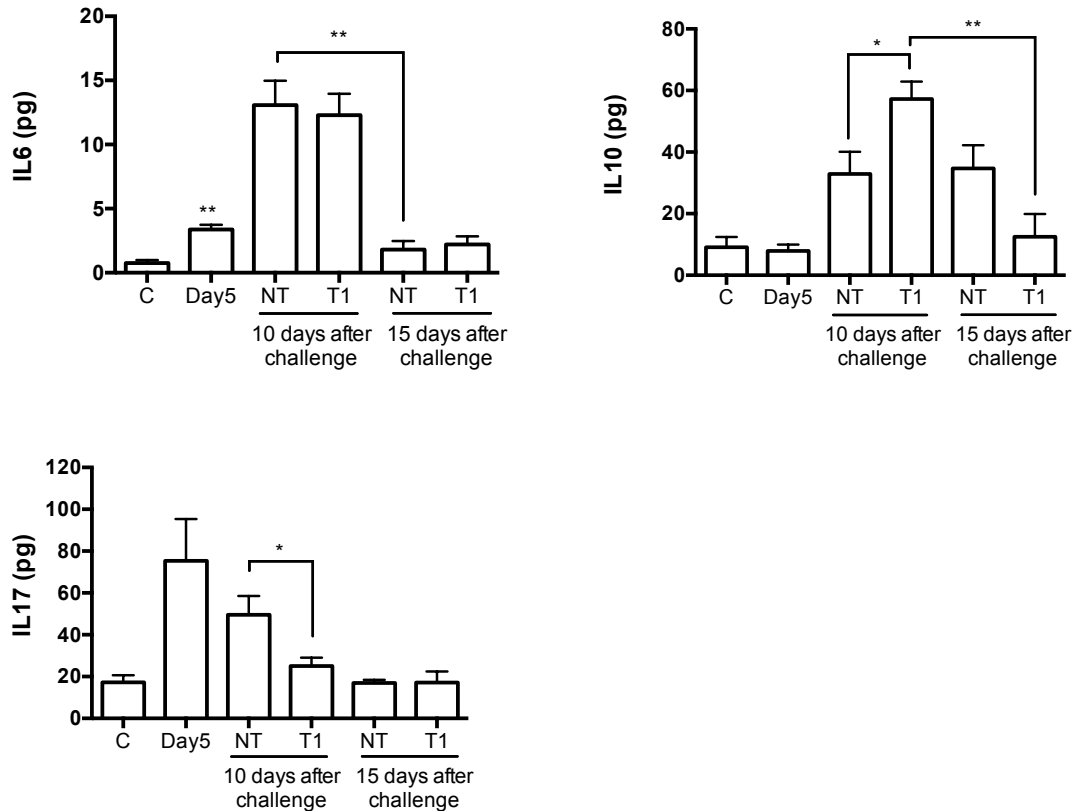 IL6 (pg)
20
15
10
5
0
**
**
C Day5 NT T1 NT T1
10 days after 15 days after
challenge challenge
IL10 (pg)
80
60
40
20
0
*
**
C Day5 NT T1 NT T1
10 days after 15 days after
challenge challenge
IL17 (pg)
120
100
80
60
40
20
0
*
C Day5 NT T1 NT T1
10 days after 15 days after
challenge challenge